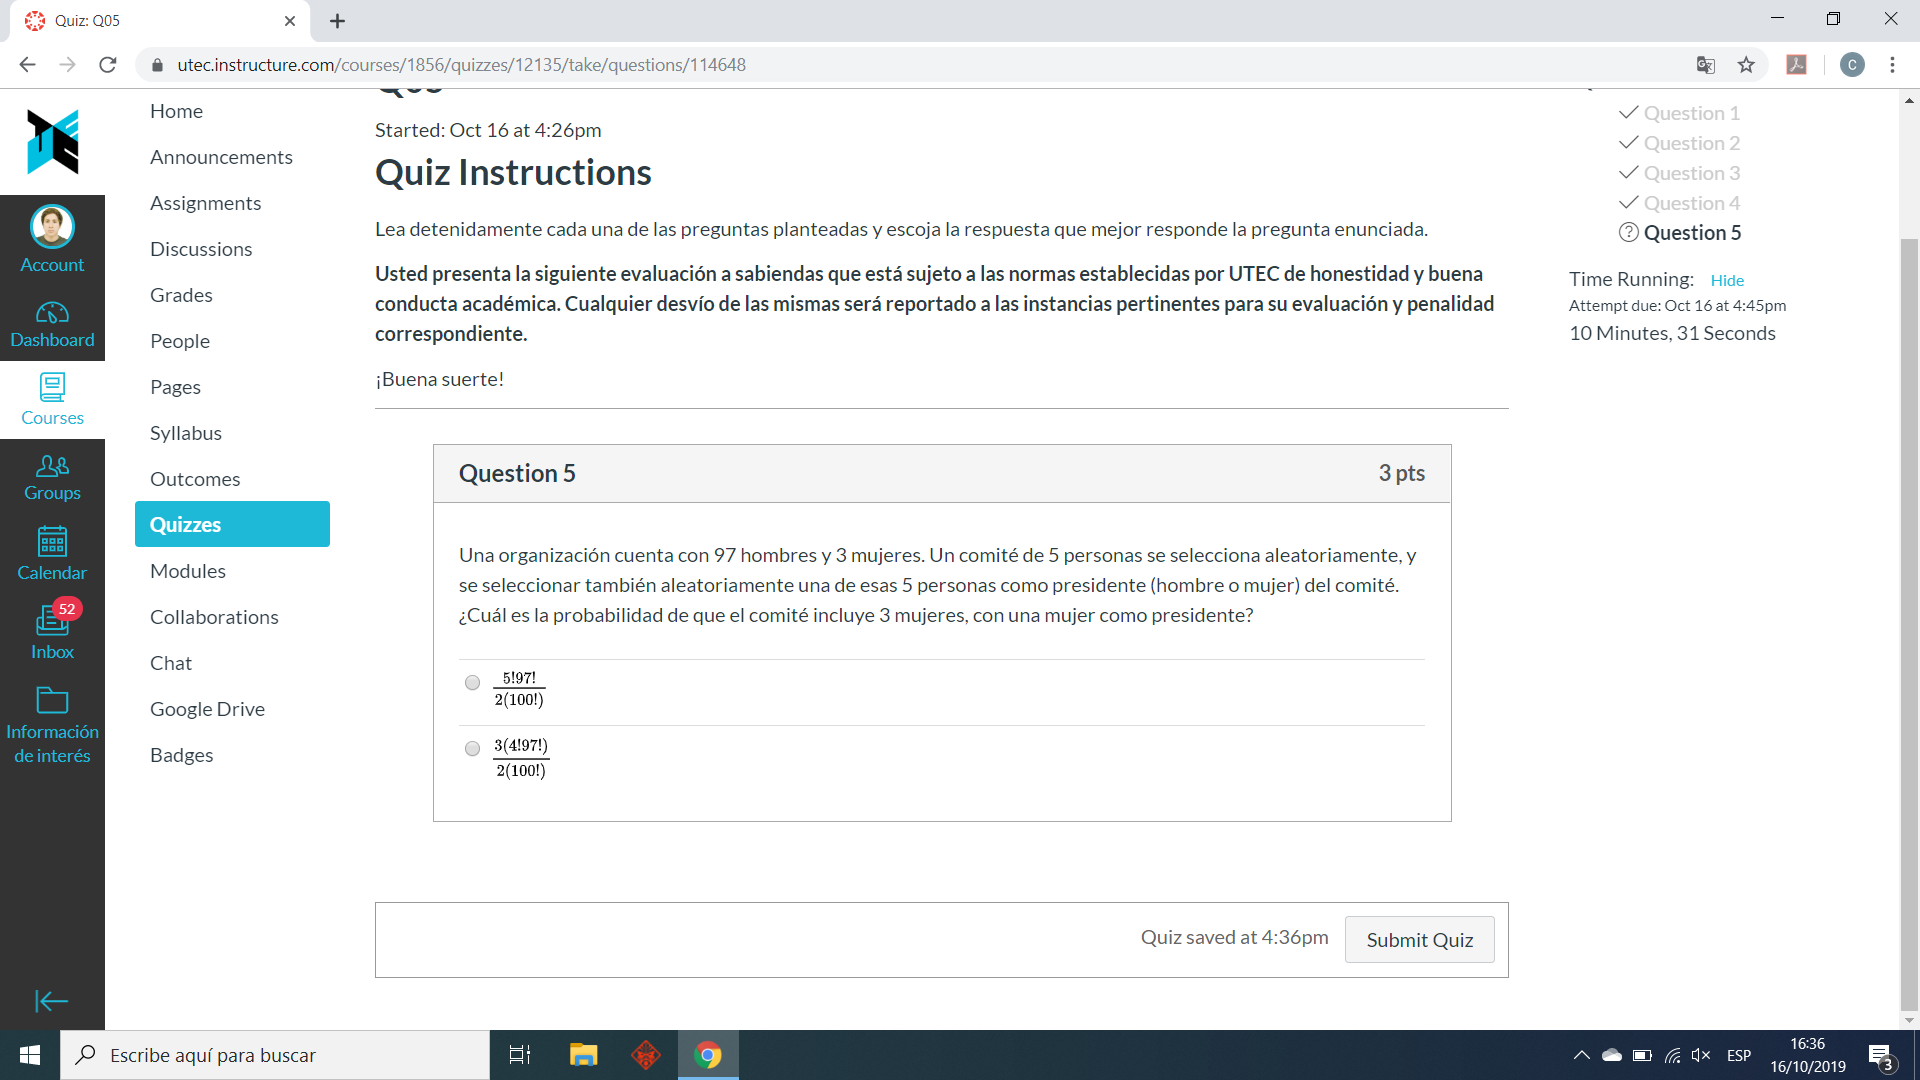 Quiz: Q05
utec.instructure.com/courses/1856/quizzes/12135/take/questions/114648
C
Account
Dashboard
Courses
Groups
Calendar
52
Inbox
Información
de interés
Home
Announcements
Assignments
Discussions
Grades
People
Pages
Syllabus
Outcomes
Quizzes
Modules
Collaborations
Chat
Google Drive
Badges
Started: Oct 16 at 4:26pm
Quiz Instructions
Lea detenidamente cada una de las preguntas planteadas y escoja la respuesta que mejor responde la pregunta enunciada.
Usted presenta la siguiente evaluación a sabiendas que está sujeto a las normas establecidas por UTEC de honestidad y buena
conducta académica. Cualquier desvío de las mismas será reportado a las instancias pertinentes para su evaluación y penalidad
correspondiente.
¡Buena suerte!
Question 5
3 pts
Una organización cuenta con 97 hombres y 3 mujeres. Un comité de 5 personas se selecciona aleatoriamente, y
se seleccionar también aleatoriamente una de esas 5 personas como presidente (hombre o mujer) del comité.
¿Cuál es la probabilidad de que el comité incluye 3 mujeres, con una mujer como presidente?
5!97!
2(100!)
3(4!97!)
2(100!)
Quiz saved at 4:36pm
Submit Quiz
Question 1
Question 2
Question 3
Question 4
Question 5
Time Running: Hide
Attempt due: Oct 16 at 4:45pm
10 Minutes, 31 Seconds
Escribe aquí para buscar
ESP
16:36
16/10/2019
3